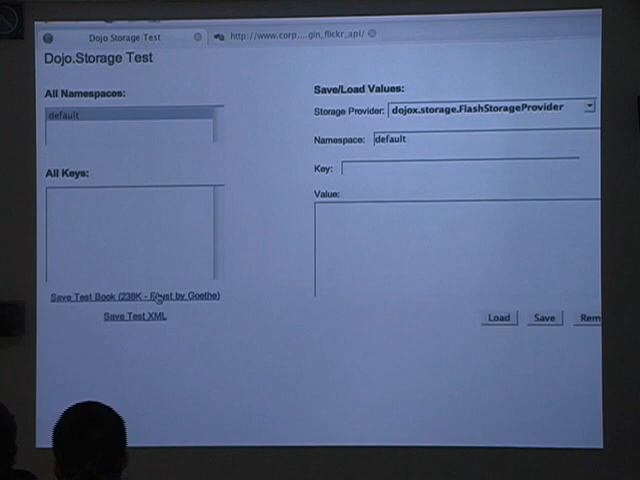 Dojo Storage Test
http://www.corp....gin_flickr_api/
Dojo.Storage Test
All Namespaces:
default
All Keys:
Save Test Book (238K - Faust by Goethe)
Save Test XML
Save/Load Values:
Storage Provider: dojox.storage.FlashStorageProvider
Namespace: default
Key:
Value:
Load Save Rem